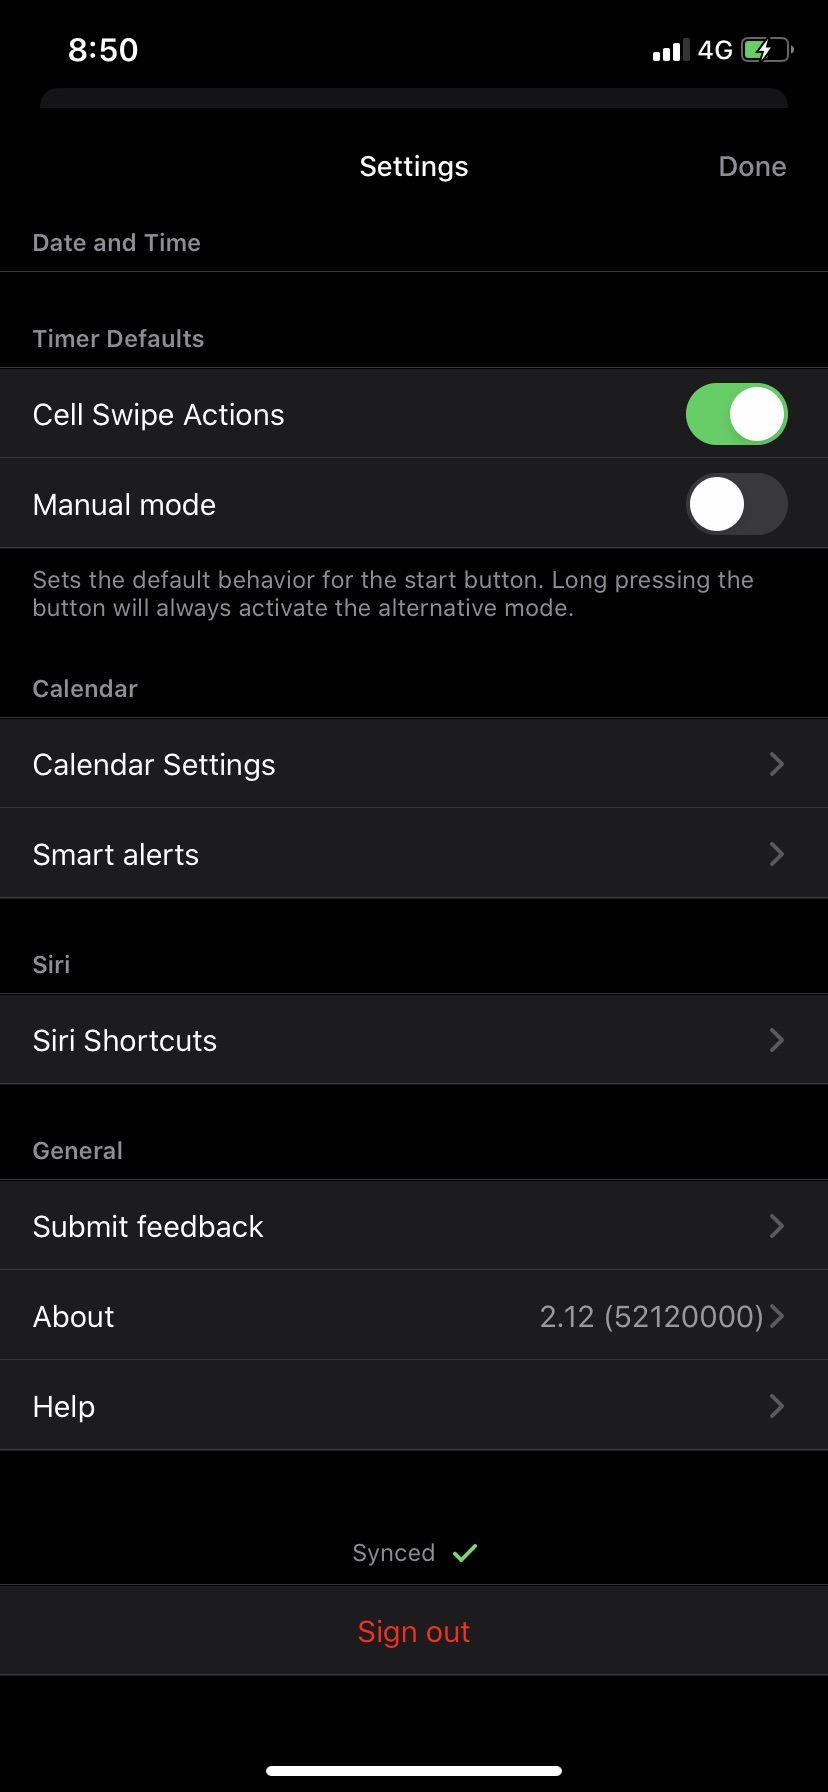 8:50
4G
Settings
Done
Date and Time
Timer Defaults
Cell Swipe Actions
Manual mode
Sets the default behavior for the start button. Long pressing the
button will always activate the alternative mode.
Calendar
Calendar Settings
Smart alerts
Siri
Siri Shortcuts
General
Submit feedback
About 2.12 (52120000)
Help
Synced
Sign out